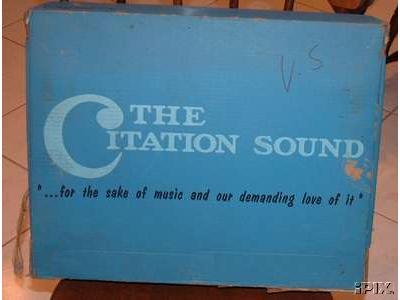 V.S
THE
CITATION SOUND
"...for the sake of music and our demanding love of it"
iPIX